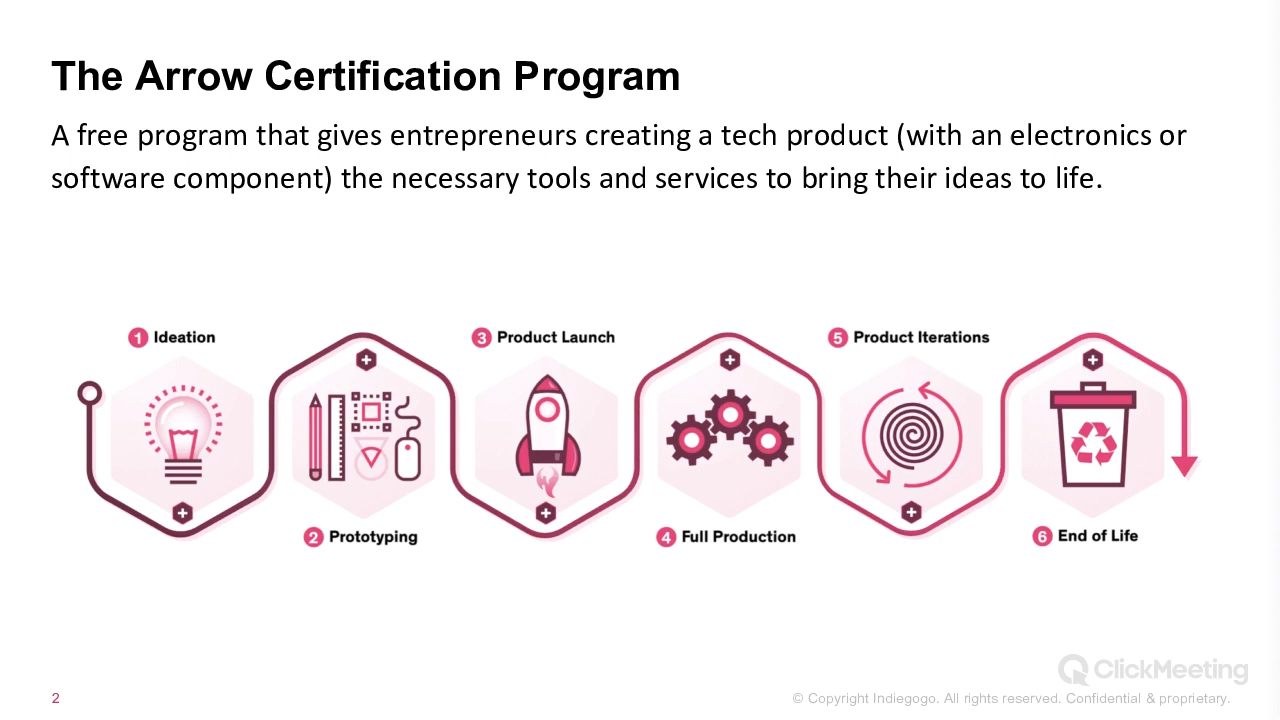 The Arrow Certification Program
A free program that gives entrepreneurs creating a tech product (with an electronics or
software component) the necessary tools and services to bring their ideas to life.
1 Ideation
3 Product Launch
5 Product Iterations
2 Prototyping
4 Full Production
6 End of Life
ClickMeeting
2
© Copyright Indiegogo. All rights reserved. Confidential & proprietary.